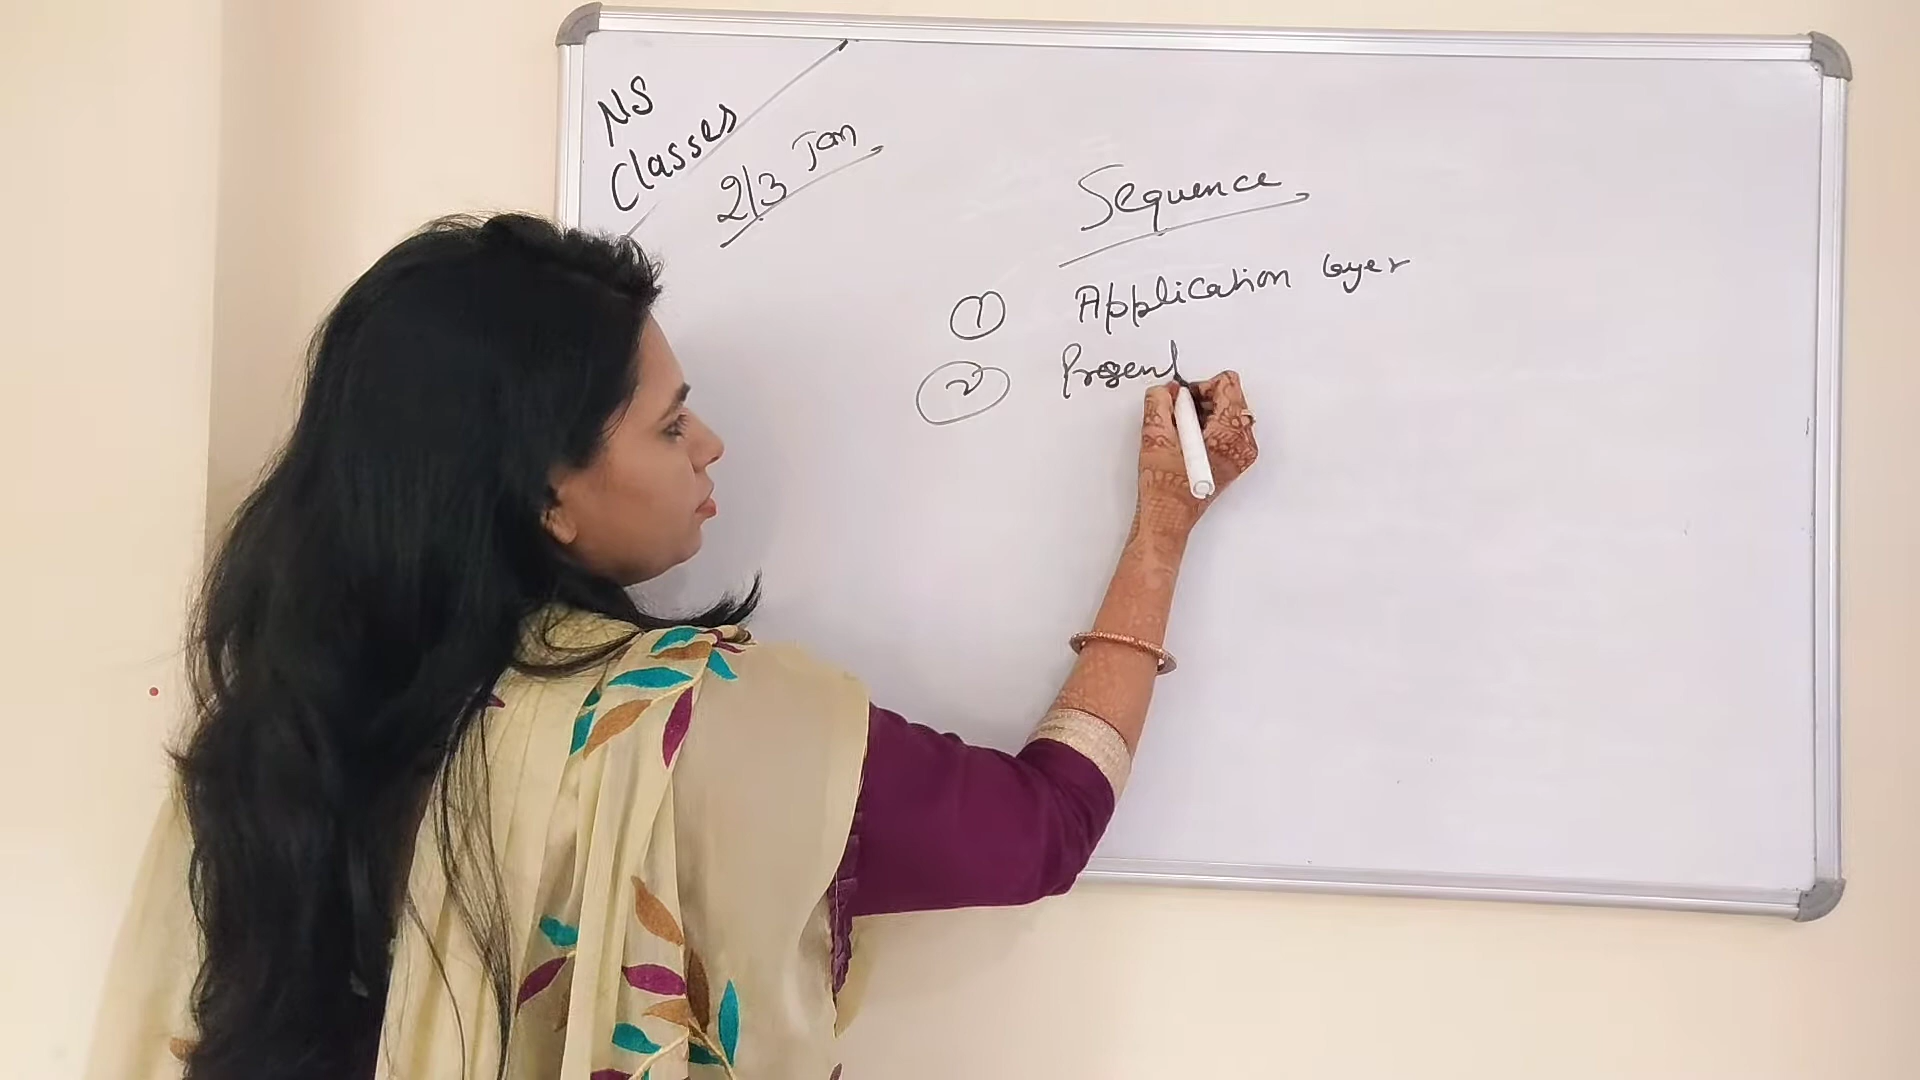 NS
Classes
2/3 Jan
Sequence
1 Application layer
2 Present